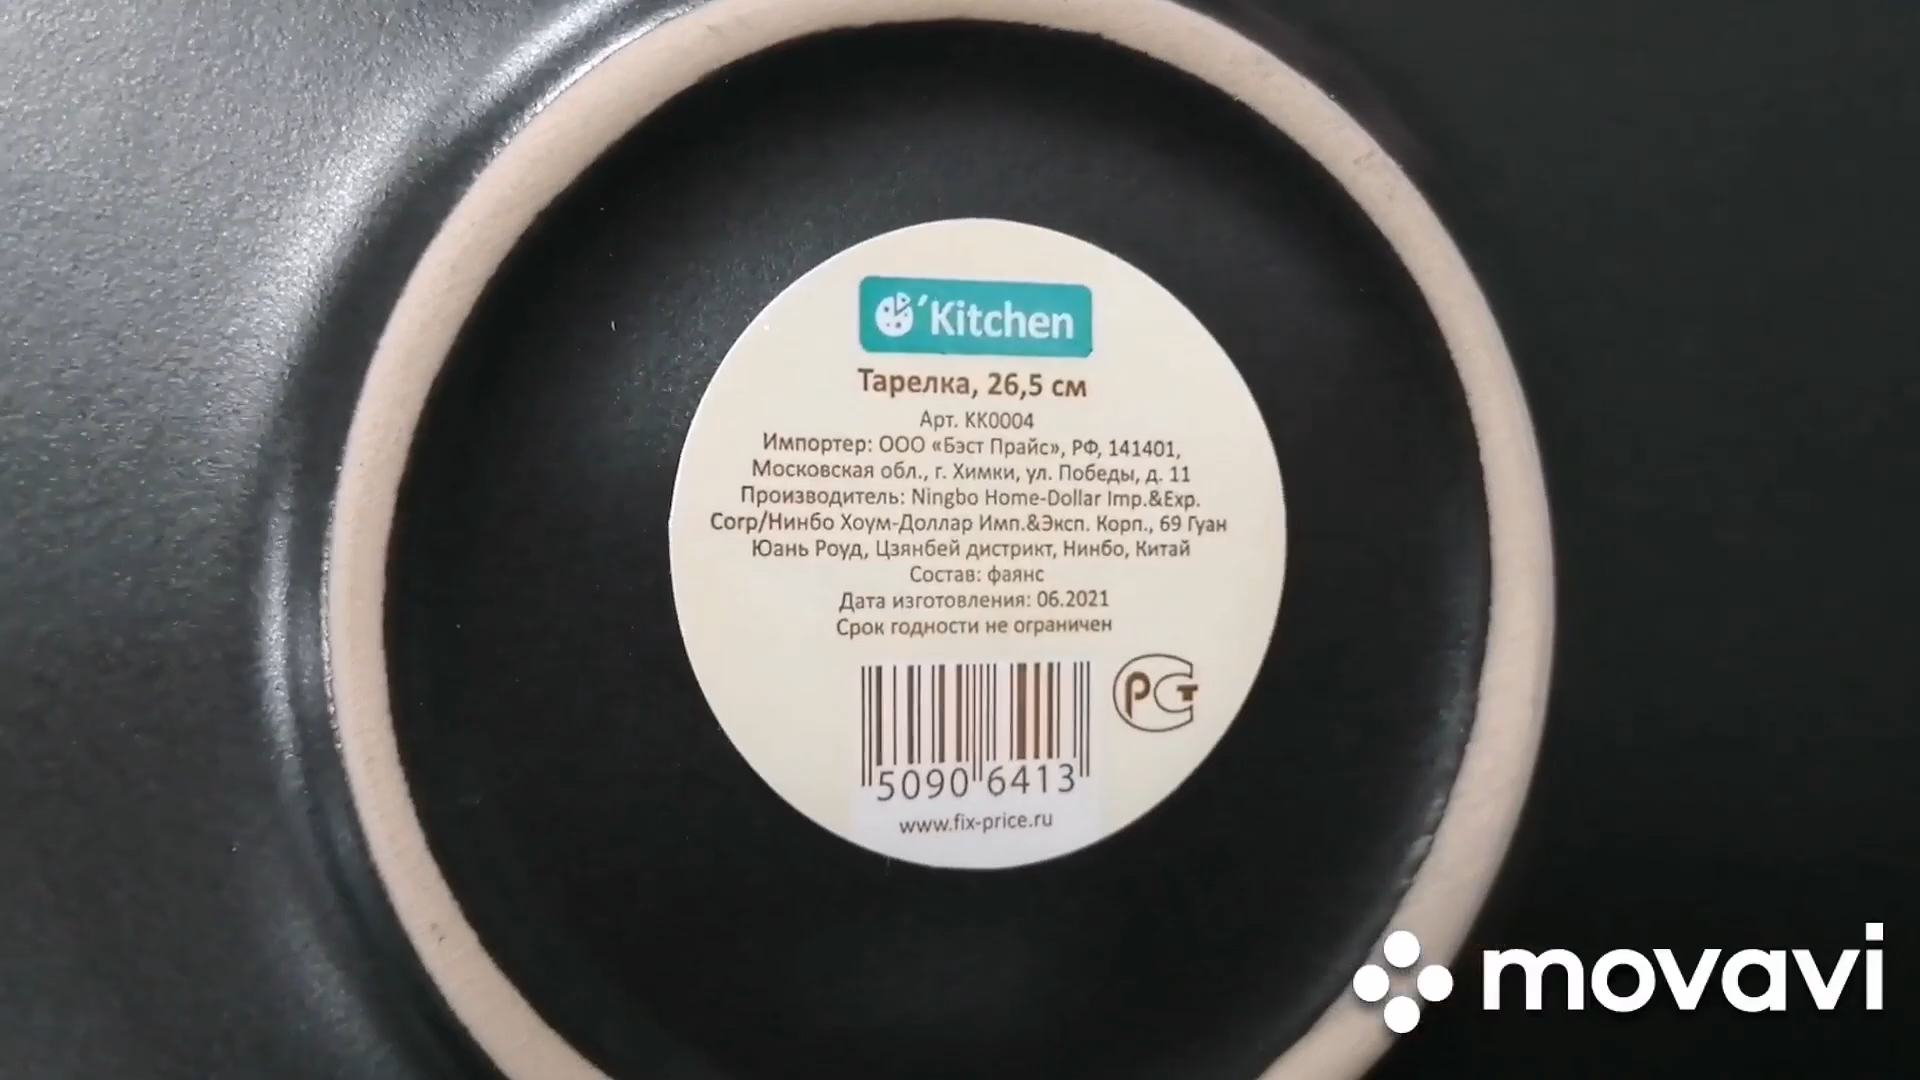 'Kitchen
Тарелка, 26,5 см
Арт. КК0004
Импортер: ООО «Бэст Прайс», РФ, 141401,
Московская обл., г. Химки, ул. Победы, д. 11
Производитель: Ningbo Home-Dollar Imp.&Exp.
Corp/Нинбо Хоум-Доллар Имп.&Эксп. Корп., 69 Гуан
Юань Роуд, Цзянбей дистрикт, Нинбо, Китай
Состав: фаянс
Дата изготовления: 06.2021
Срок годности не ограничен
РСТ
5090 6413
www.fix-price.ru
movavi